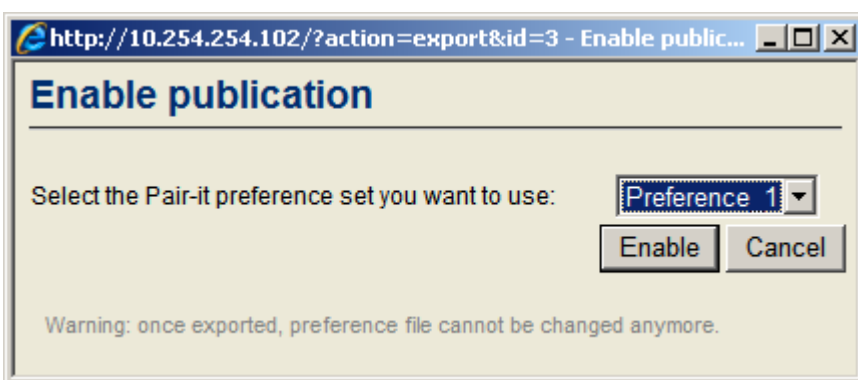 http://10.254.254.102/?action=export&id=3 - Enable public...
Enable publication
Select the Pair-it preference set you want to use: Preference 1
Enable Cancel
Warning: once exported, preference file cannot be changed anymore.